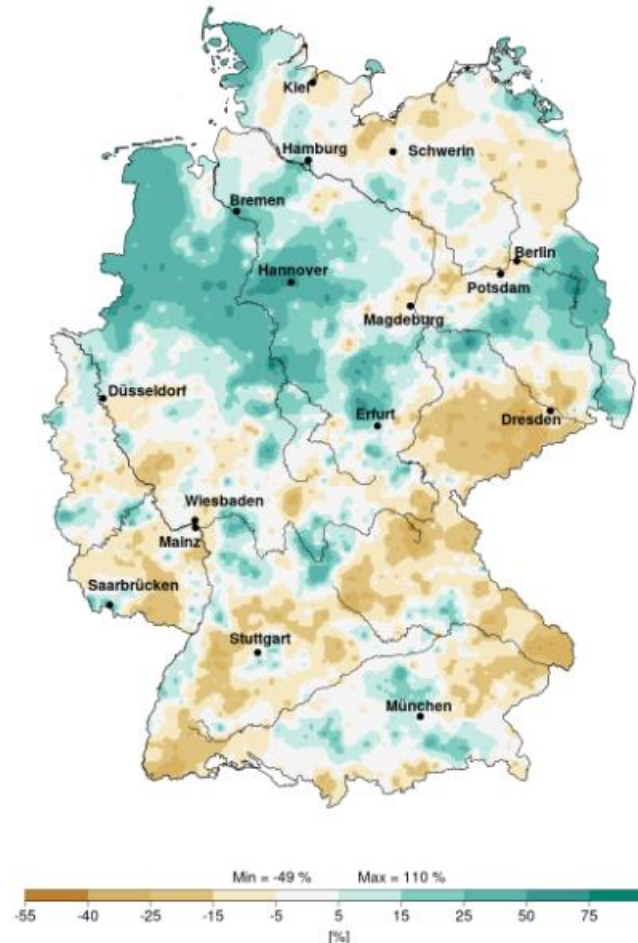 Kiel
Hamburg
Schwerin
Bremen
Berlin
Hannover
Potsdam
Magdeburg
Düsseldorf
Erfurt
Dresden
Wiesbaden
Mainz
Saarbrücken
Stuttgart
München
Min = -49 % Max = 110 %
-55 -40 -25 -15 -5 5 15 25 50 75
[%]